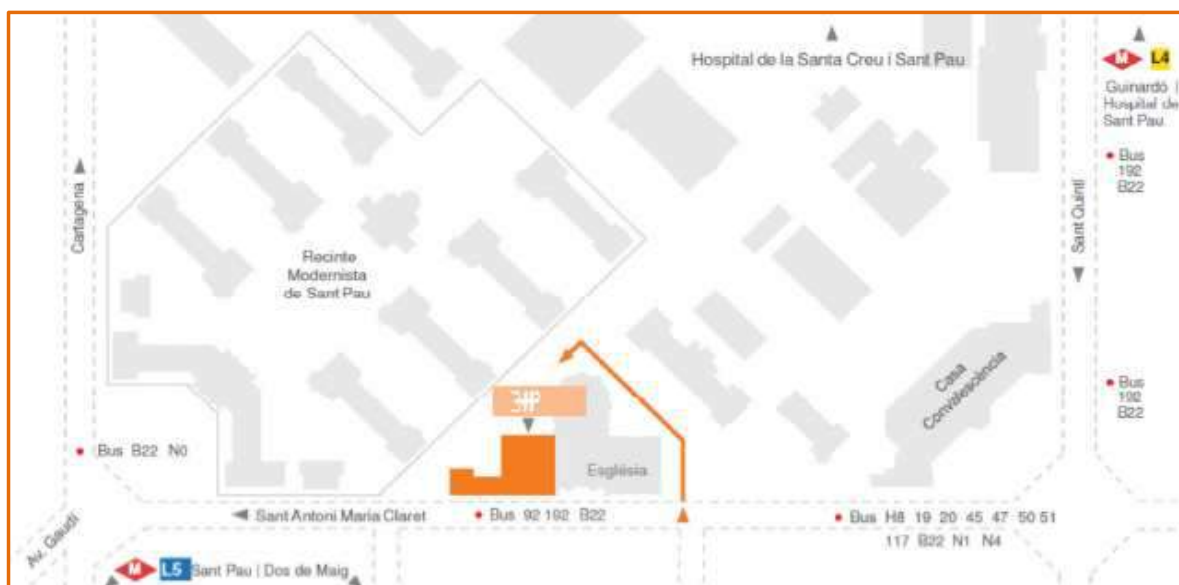 Hospital de la Santa Creu i Sant Pau
M L4
Guinardó |
Hospital de
Sant Pau
Bus
192
B22
Cartagena
Sant Quintí
Recinte
Modernista
de Sant Pau
Casa
Convalescència
Bus
192
B22
Bus B22 N0
Església
Sant Antoni Maria Claret
Bus 92 192 B22
Bus H8 19 20 45 47 50 51
117 B22 N1 N4
Av. Gaudí
M L5 Sant Pau | Dos de Maig